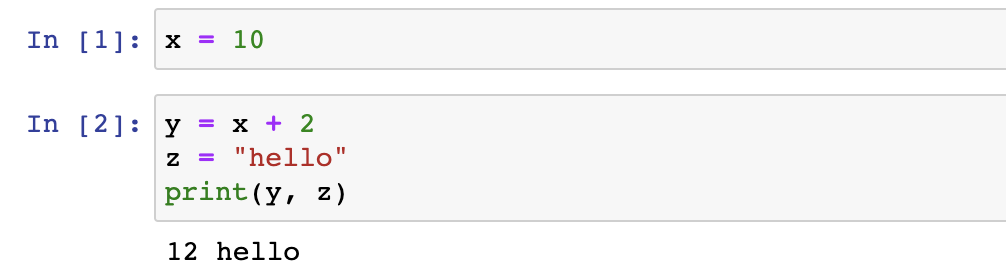 In [1]: x = 10
In [2]: y = x + 2
z = "hello"
print(y, z)
12 hello